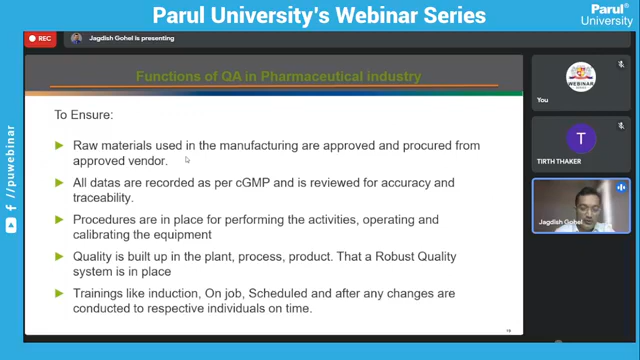 Parul University's Webinar Series
Parul®
University
REC
Jagdish Gohel is presenting
Functions of QA in Pharmaceutical industry
To Ensure:
Raw materials used in the manufacturing are approved and procured from
approved vendor.
All datas are recorded as per cGMP and is reviewed for accuracy and
traceability.
Procedures are in place for performing the activities, operating and
calibrating the equipment
Quality is built up in the plant, process, product. That a Robust Quality
system is in place
Trainings like induction, On job, Scheduled and after any changes are
conducted to respective individuals on time.
WEBINAR
You
T
TIRTH THAKER
Jagdish Gohel
/puwebinar